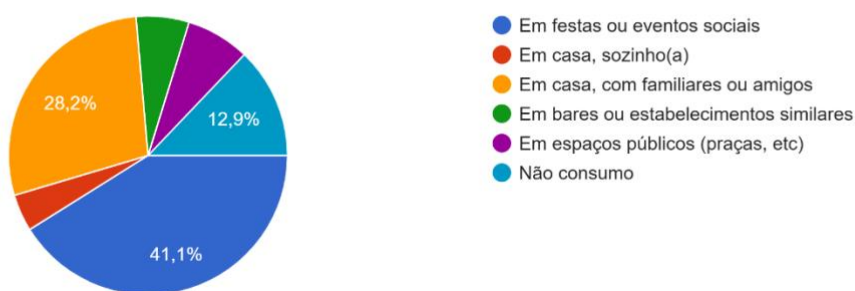 28,2%
12,9%
41,1%
Em festas ou eventos sociais
Em casa, sozinho(a)
Em casa, com familiares ou amigos
Em bares ou estabelecimentos similares
Em espaços públicos (praças, etc)
Não consumo